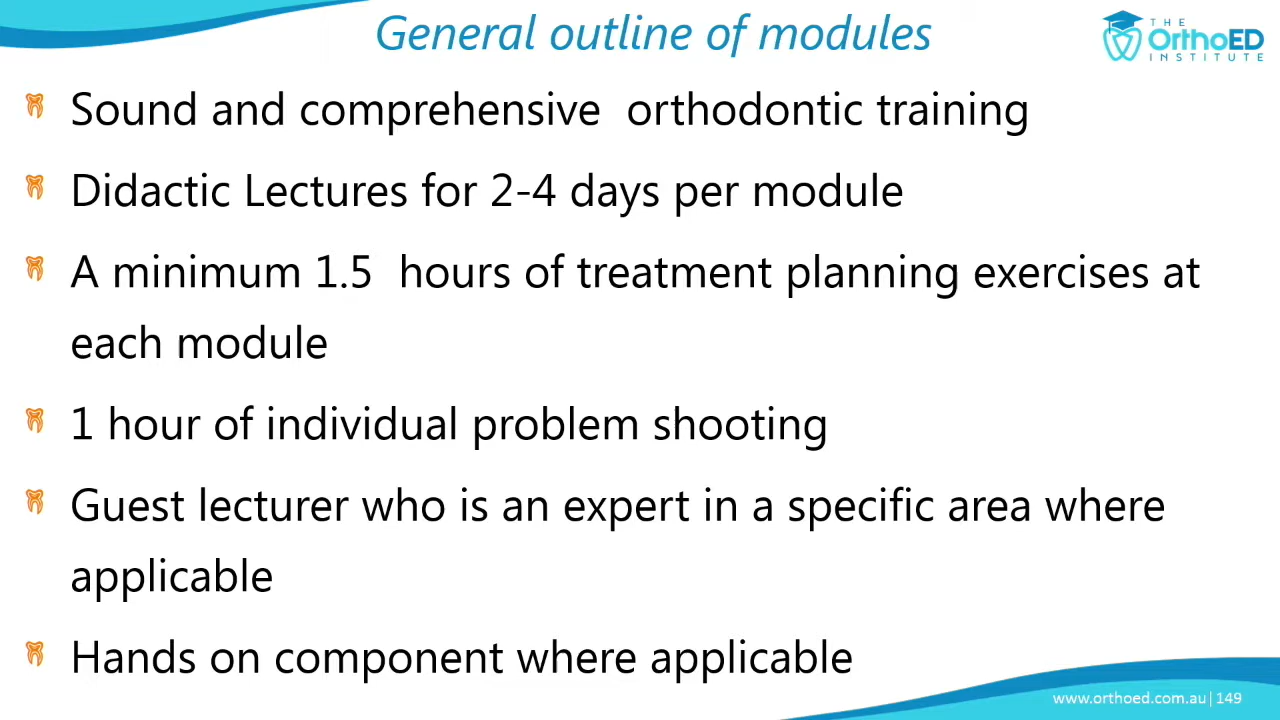 General outline of modules
THE
OrthoED
INSTITUTE
Sound and comprehensive  orthodontic training
Didactic Lectures for 2-4 days per module
A minimum 1.5  hours of treatment planning exercises at
each module
1 hour of individual problem shooting
Guest lecturer who is an expert in a specific area where
applicable
Hands on component where applicable
www.orthoed.com.au| 149